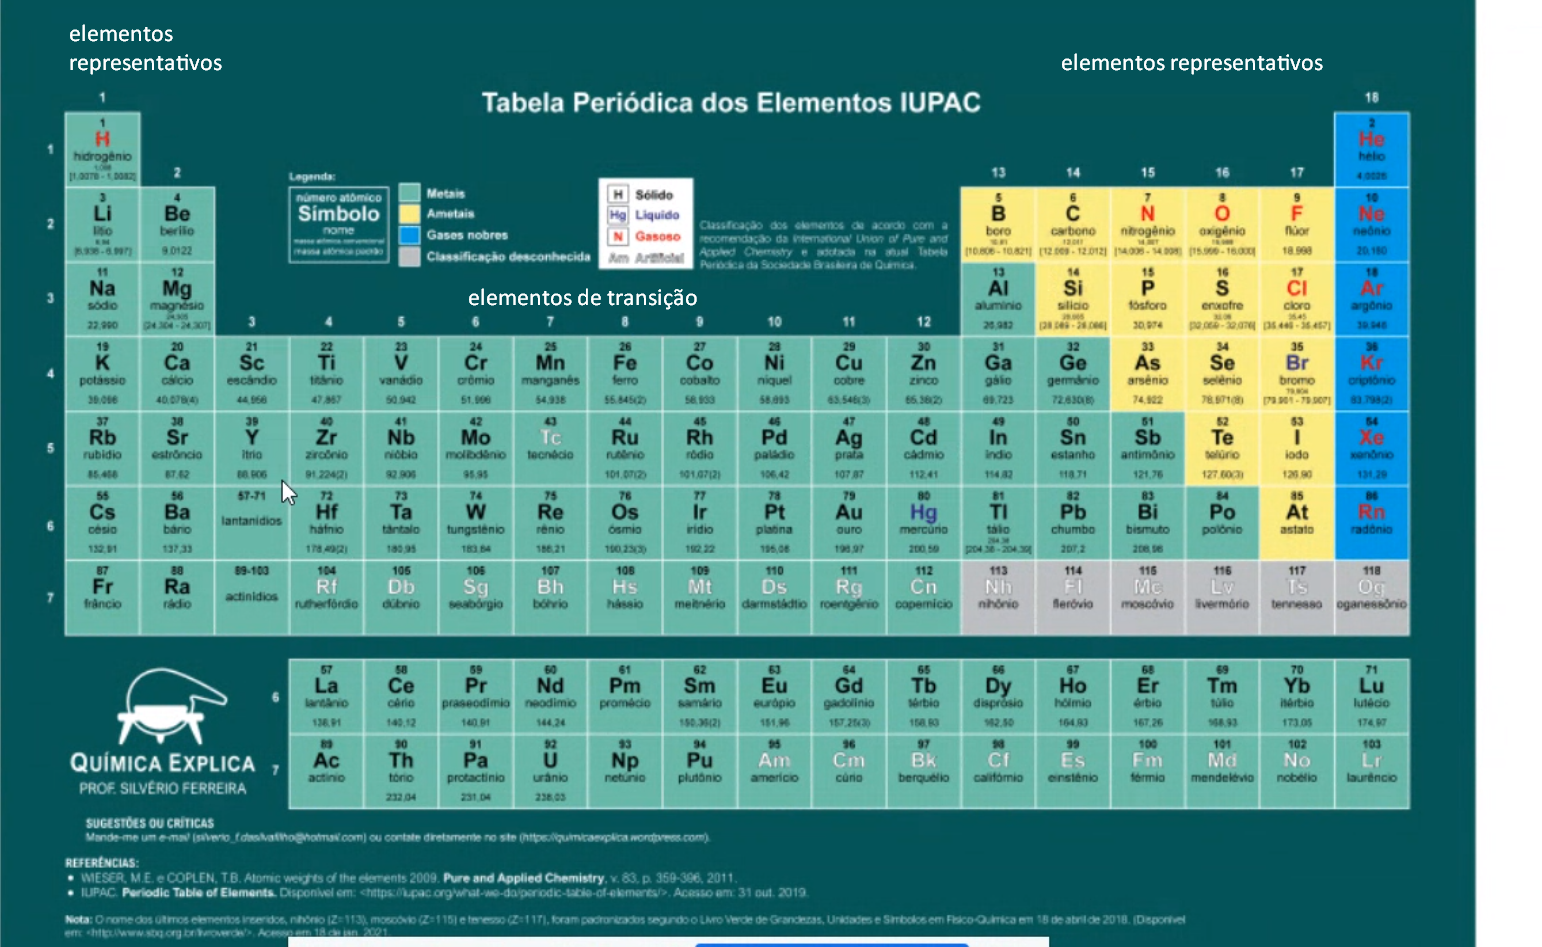 elementos
representativos
elementos representativos
Tabela Periódica dos Elementos IUPAC
1
18
1
1
H
hidrogênio
[1,0078 - 1,0082]
2
He
hélio
4,0026
2
13
14
15
16
17
Legenda:
número atômico
Símbolo
nome
massa atômica convencional
massa atômica padrão
Metais
Ametais
Gases nobres
Classificação desconhecida
H Sólido
Hg Líquido
N Gasoso
Am Artificial
Classificação dos elementos de acordo com a
recomendação da International Union of Pure and
Applied Chemistry e adotada na atual Tabela
Periódica da Sociedade Brasileira de Química.
2
3 4 5 6 7 8 9 10
Li Be B C N O F Ne
lítio berílio boro carbono nitrogênio oxigênio flúor neônio
[6,938 - 6,997] 9,0122 [10,806 - 10,821] [12,009 - 12,012] [14,006 - 14,008] [15,999 - 16,000] 18,998 20,180
3
11 12 13 14 15 16 17 18
Na Mg Al Si P S Cl Ar
sódio magnésio alumínio silício fósforo enxofre cloro argônio
22,990 [24,304 - 24,307] 26,982 [28,084 - 28,086] 30,974 [32,059 - 32,076] [35,446 - 35,457] 39,948
elementos de transição
3 4 5 6 7 8 9 10 11 12
4
19 20 21 22 23 24 25 26 27 28 29 30 31 32 33 34 35 36
K Ca Sc Ti V Cr Mn Fe Co Ni Cu Zn Ga Ge As Se Br Kr
potássio cálcio escândio titânio vanádio crômio manganês ferro cobalto níquel cobre zinco gálio germânio arsênio selênio bromo criptônio
39,098 40,078(4) 44,956 47,867 50,942 51,996 54,938 55,845(2) 58,933 58,693 63,546(3) 65,38(2) 69,723 72,630(8) 74,922 78,971(8) [79,901 - 79,907] 83,798(2)
5
37 38 39 40 41 42 43 44 45 46 47 48 49 50 51 52 53 54
Rb Sr Y Zr Nb Mo Tc Ru Rh Pd Ag Cd In Sn Sb Te I Xe
rubídio estrôncio ítrio zircônio nióbio molibdênio tecnécio rutênio ródio paládio prata cádmio índio estanho antimônio telúrio iodo xenônio
85,468 87,62 88,906 91,224(2) 92,906 95,95 101,07(2) 101,07(2) 106,42 107,87 112,41 114,82 118,71 121,76 127,60(3) 126,90 131,29
6
55 56 57-71 72 73 74 75 76 77 78 79 80 81 82 83 84 85 86
Cs Ba lantanídios Hf Ta W Re Os Ir Pt Au Hg Tl Pb Bi Po At Rn
césio bário háfnio tântalo tungstênio rênio ósmio irídio platina ouro mercúrio tálio chumbo bismuto polônio astato radônio
132,91 137,33 178,49(2) 180,95 183,84 186,21 190,23(3) 192,22 195,08 196,97 200,59 [204,38 - 204,39] 207,2 208,98
7
87 88 89-103 104 105 106 107 108 109 110 111 112 113 114 115 116 117 118
Fr Ra actinídios Rf Db Sg Bh Hs Mt Ds Rg Cn Nh Fl Mc Lv Ts Og
frâncio rádio rutherfórdio dúbnio seabórgio bóhrio hássio meitnério darmstádtio roentgênio copernício nihônio fleróvio moscóvio livermório tennesso oganessônio
6
57 58 59 60 61 62 63 64 65 66 67 68 69 70 71
La Ce Pr Nd Pm Sm Eu Gd Tb Dy Ho Er Tm Yb Lu
lantânio cério praseodímio neodímio promécio samário európio gadolínio térbio disprósio hólmio érbio túlio itérbio lutécio
138,91 140,12 140,91 144,24 150,36(2) 151,96 157,25(3) 158,93 162,50 164,93 167,26 168,93 173,05 174,97
7
89 90 91 92 93 94 95 96 97 98 99 100 101 102 103
Ac Th Pa U Np Pu Am Cm Bk Cf Es Fm Md No Lr
actínio tório protactínio urânio netúnio plutônio amerício cúrio berquélio califórnio einstênio férmio mendelévio nobélio laurêncio
232,04 231,04 238,03
QUÍMICA EXPLICA
PROF. SILVÉRIO FERREIRA
SUGESTÕES OU CRÍTICAS
Mande-me um e-mail (silverio_f.dasilvafilho@hotmail.com) ou contate diretamente no site (https://quimicaexplica.wordpress.com).
REFERÊNCIAS:
• WIESER, M.E. e COPLEN, T.B. Atomic weights of the elements 2009. Pure and Applied Chemistry, v. 83, p. 359-396, 2011.
• IUPAC. Periodic Table of Elements. Disponível em: <https://iupac.org/what-we-do/periodic-table-of-elements/>. Acesso em: 31 out. 2019.
Nota: O nome dos últimos elementos inseridos, nihônio (Z=113), moscóvio (Z=115) e tenesso (Z=117), foram padronizados segundo o Livro Verde de Grandezas, Unidades e Símbolos em Físico-Química em 18 de abril de 2018. (Disponível
em: <http://www.sbq.org.br/livroverde/>. Acesso em 18 de jan. 2021.